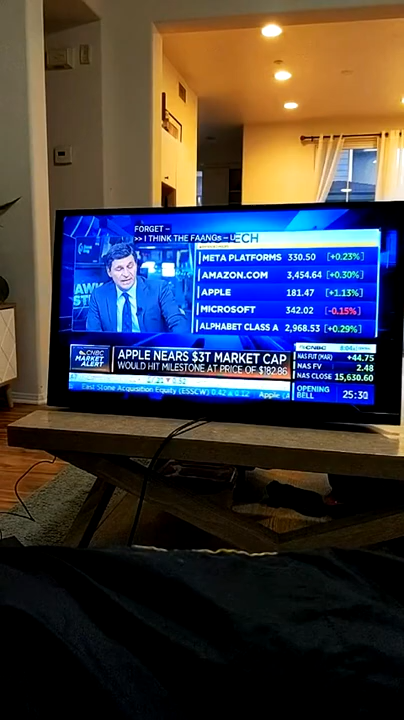 FORGET –
>> I THINK THE FAANGs – U
ECH
META PLATFORMS 330.50 [+0.23%]
AMAZON.COM 3,454.64 [+0.30%]
APPLE 181.47 [+1.13%]
MICROSOFT 342.02 [-0.15%]
ALPHABET CLASS A 2,968.53 [+0.29%]
CNBC
MARKET
ALERT
APPLE NEARS $3T MARKET CAP
WOULD HIT MILESTONE AT PRICE OF $182.86
CNBC
NAS FUT (MAR) +44.75
NAS FV 2.48
NAS CLOSE 15,630.60
OPENING
BELL 25:30
East Stone Acquisition Equity (ESSCW) 0.42 ▲ 0.12 Apple